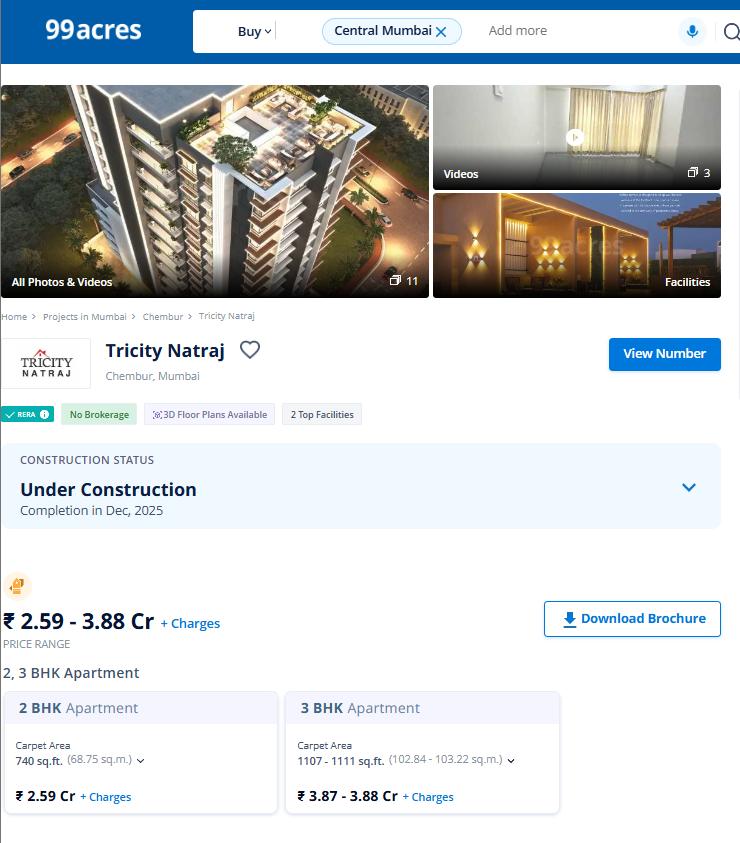 99acres
Buy
Central Mumbai
Add more
Videos
3
99acres
All Photos & Videos
11
Facilities
Home > Projects in Mumbai > Chembur > Tricity Natraj
TRICITY
NATRAJ
Tricity Natraj
Chembur, Mumbai
View Number
RERA
No Brokerage
3D Floor Plans Available
2 Top Facilities
CONSTRUCTION STATUS
Under Construction
Completion in Dec, 2025
₹ 2.59 - 3.88 Cr + Charges
PRICE RANGE
Download Brochure
2, 3 BHK Apartment
2 BHK Apartment
Carpet Area
740 sq.ft. (68.75 sq.m.)
₹ 2.59 Cr + Charges
3 BHK Apartment
Carpet Area
1107 - 1111 sq.ft. (102.84 - 103.22 sq.m.)
₹ 3.87 - 3.88 Cr + Charges